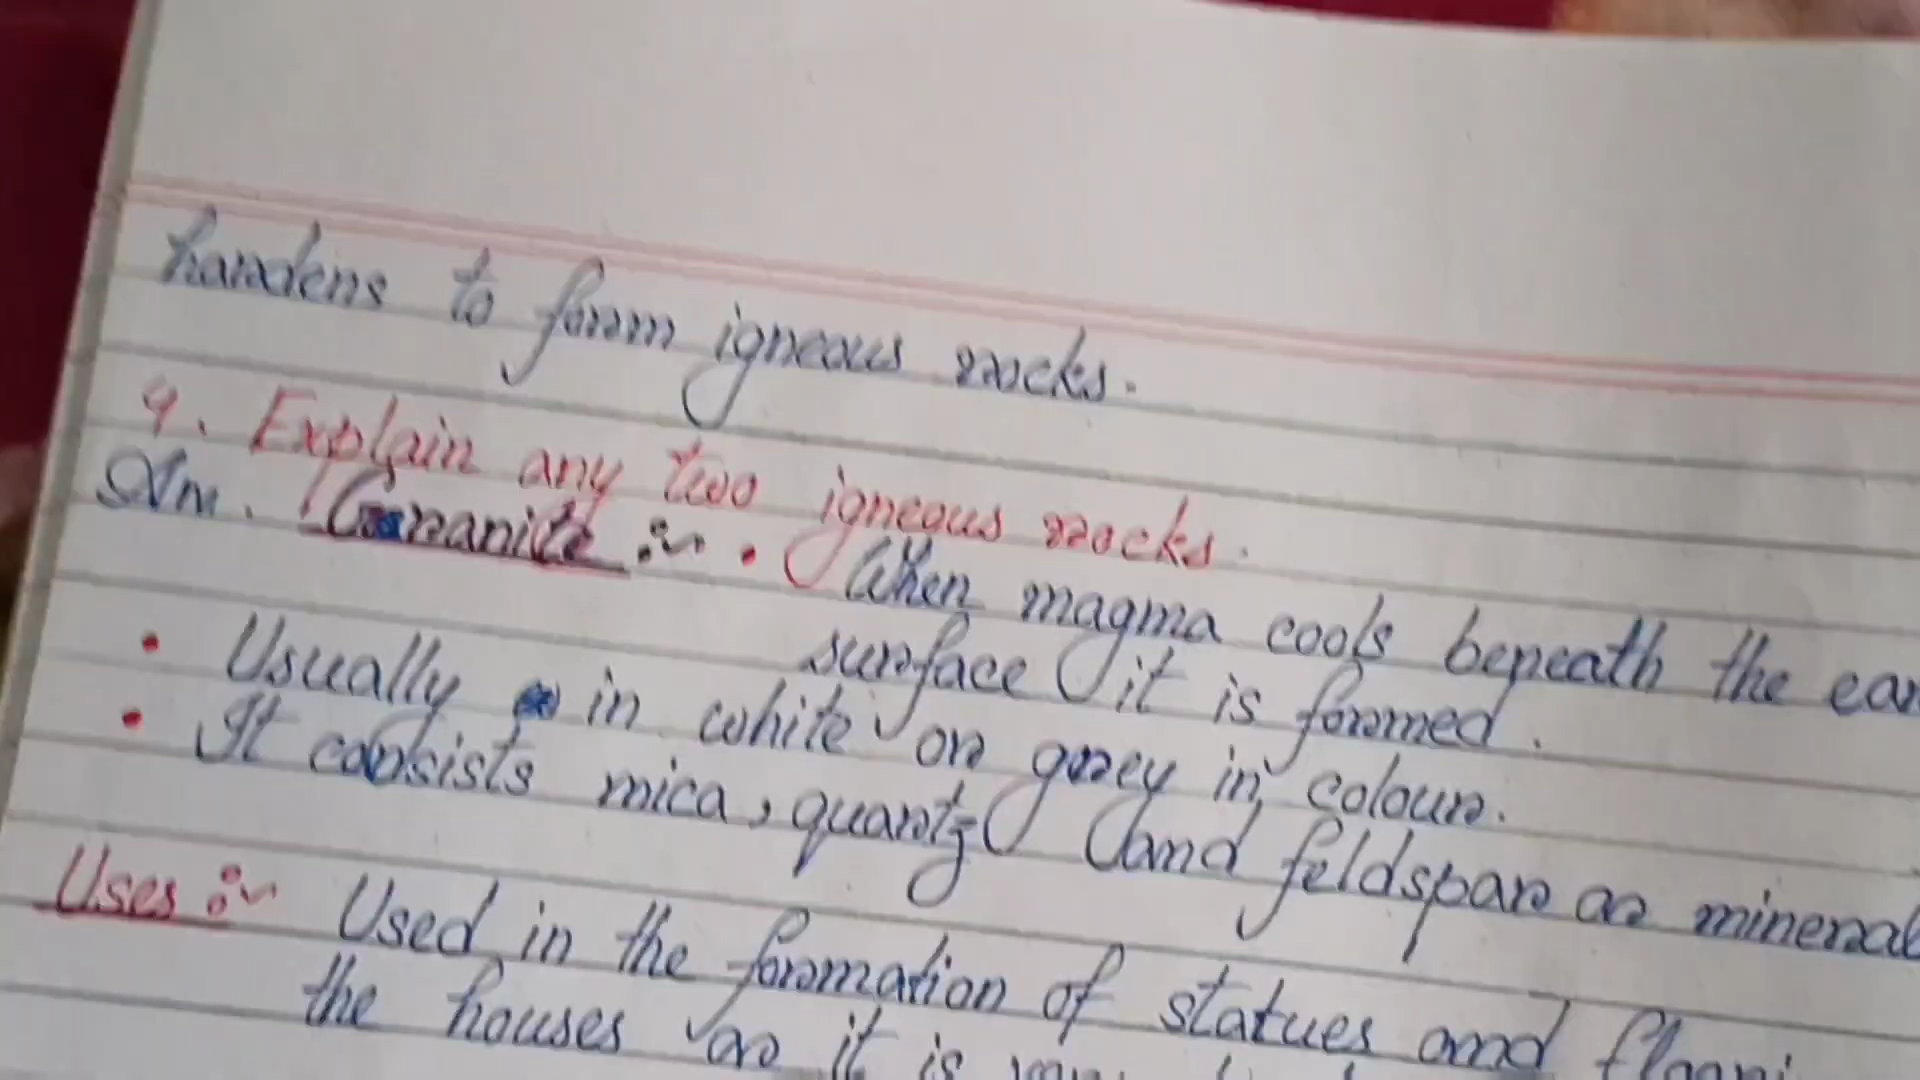 hardens to form igneous rocks.
9. Explain any two igneous rocks.
Ans. Granite :~ • When magma cools beneath the
surface it is formed.
• Usually in white or grey in colour.
• It consists mica, quartz and feldspar as mineral
Uses :~ Used in the formation of statues and
the houses as it is